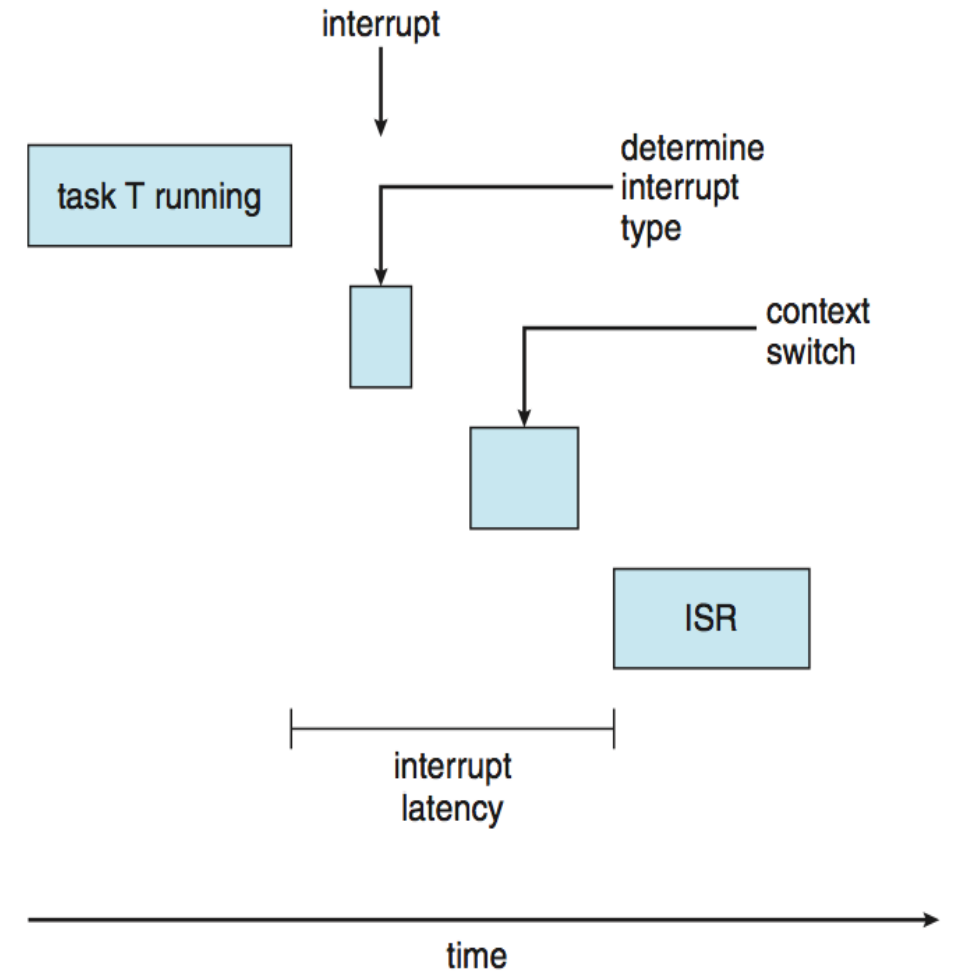 interrupt
task T running
determine
interrupt
type
context
switch
ISR
interrupt
latency
time